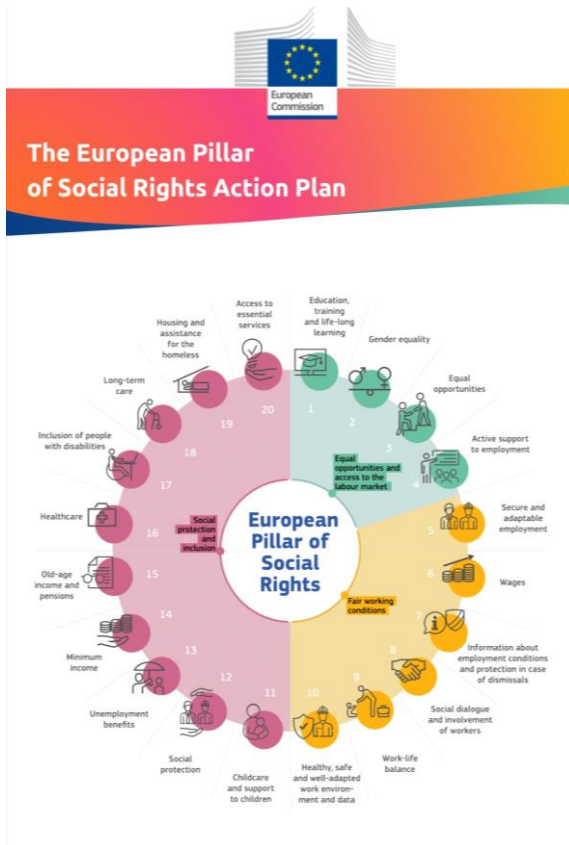 European
Commission
The European Pillar
of Social Rights Action Plan
Education,
training
and life-long
learning
1
Gender equality
2
Equal
opportunities
3
Active support
to employment
4
Equal
opportunities and
access to the
labour market
Secure and
adaptable
employment
5
Wages
6
Information about
employment conditions
and protection in case
of dismissals
7
Social dialogue
and involvement
of workers
8
Work-life
balance
9
Healthy, safe
and well-adapted
work environ-
ment and data
10
Fair working
conditions
Childcare
and support
to children
11
Social
protection
12
Unemployment
benefits
13
Minimum
income
14
Old-age
income and
pensions
15
Healthcare
16
Inclusion of people
with disabilities
17
Long-term
care
18
Housing and
assistance
for the
homeless
19
Access to
essential
services
20
Social
protection
and
inclusion
European
Pillar of
Social
Rights